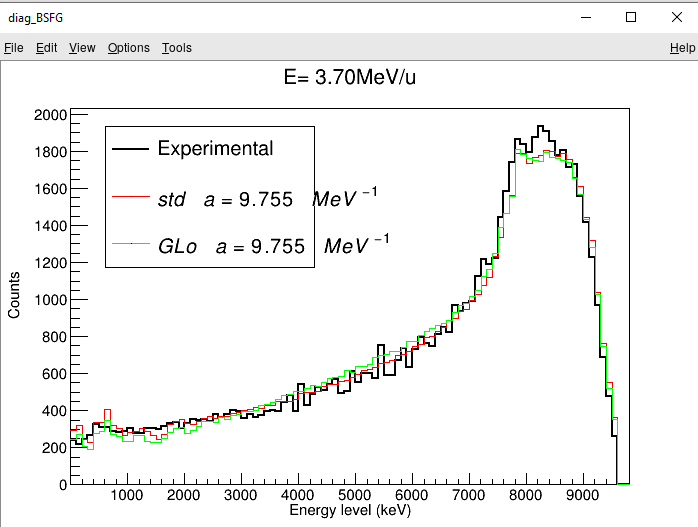 diag_BSFG
File Edit View Options Tools Help
E= 3.70MeV/u
Experimental
std a = 9.755 MeV⁻¹
GLo a = 9.755 MeV⁻¹
Counts
2000
1800
1600
1400
1200
1000
800
600
400
200
0
1000 2000 3000 4000 5000 6000 7000 8000 9000
Energy level (keV)